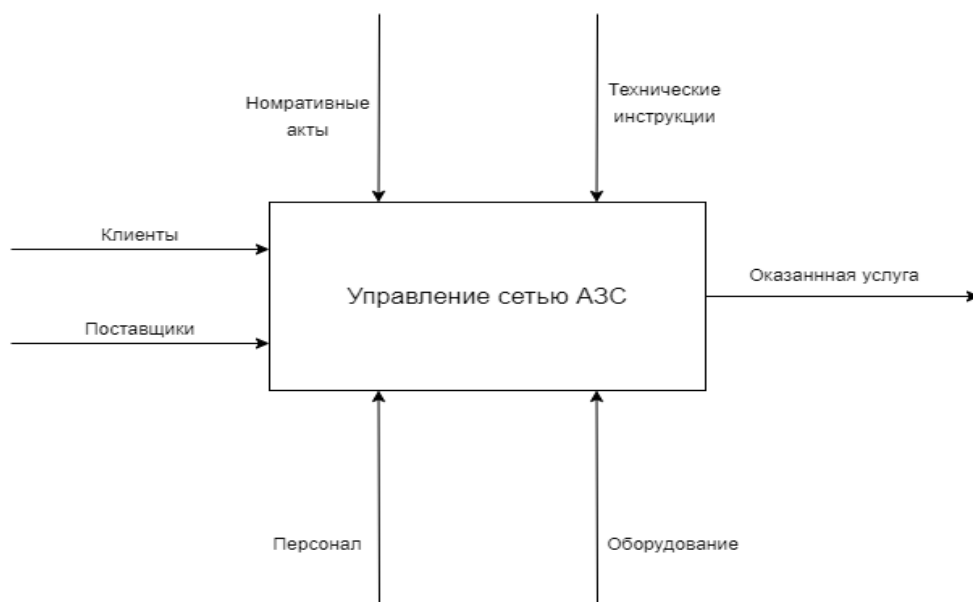 Номративные
акты
Технические
инструкции
Клиенты
Управление сетью АЗС
Оказаннная услуга
Поставщики
Персонал
Оборудование